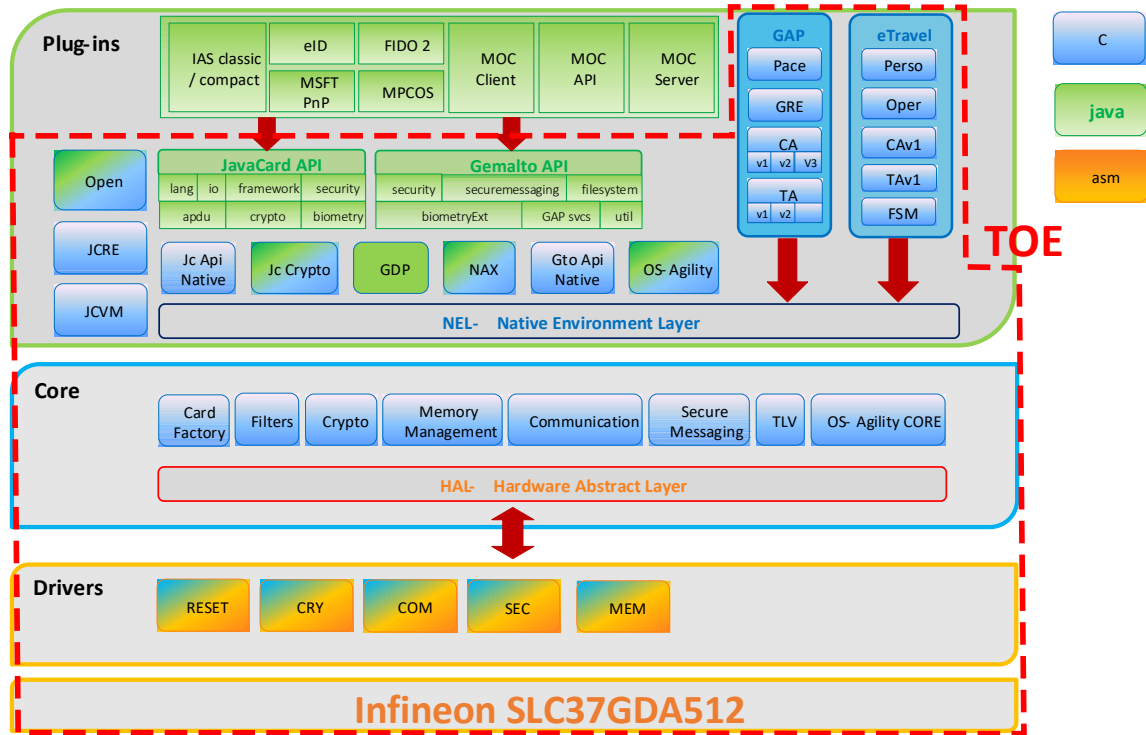 Plug-ins
IAS classic
/ compact
eID
FIDO 2
MSFT
PnP
MPCOS
MOC
Client
MOC
API
MOC
Server
GAP
Pace
GRE
CA
v1 v2 V3
TA
v1 v2
eTravel
Perso
Oper
CAv1
TAv1
FSM
C
java
asm
TOE
Open
JCRE
JCVM
JavaCard API
lang io framework security
apdu crypto biometry
Gemalto API
security securemessaging filesystem
biometryExt GAP svcs util
Jc Api
Native
Jc Crypto
GDP
NAX
Gto Api
Native
OS- Agility
NEL- Native Environment Layer
Core
Card
Factory
Filters
Crypto
Memory
Management
Communication
Secure
Messaging
TLV
OS- Agility CORE
HAL- Hardware Abstract Layer
Drivers
RESET
CRY
COM
SEC
MEM
Infineon SLC37GDA512